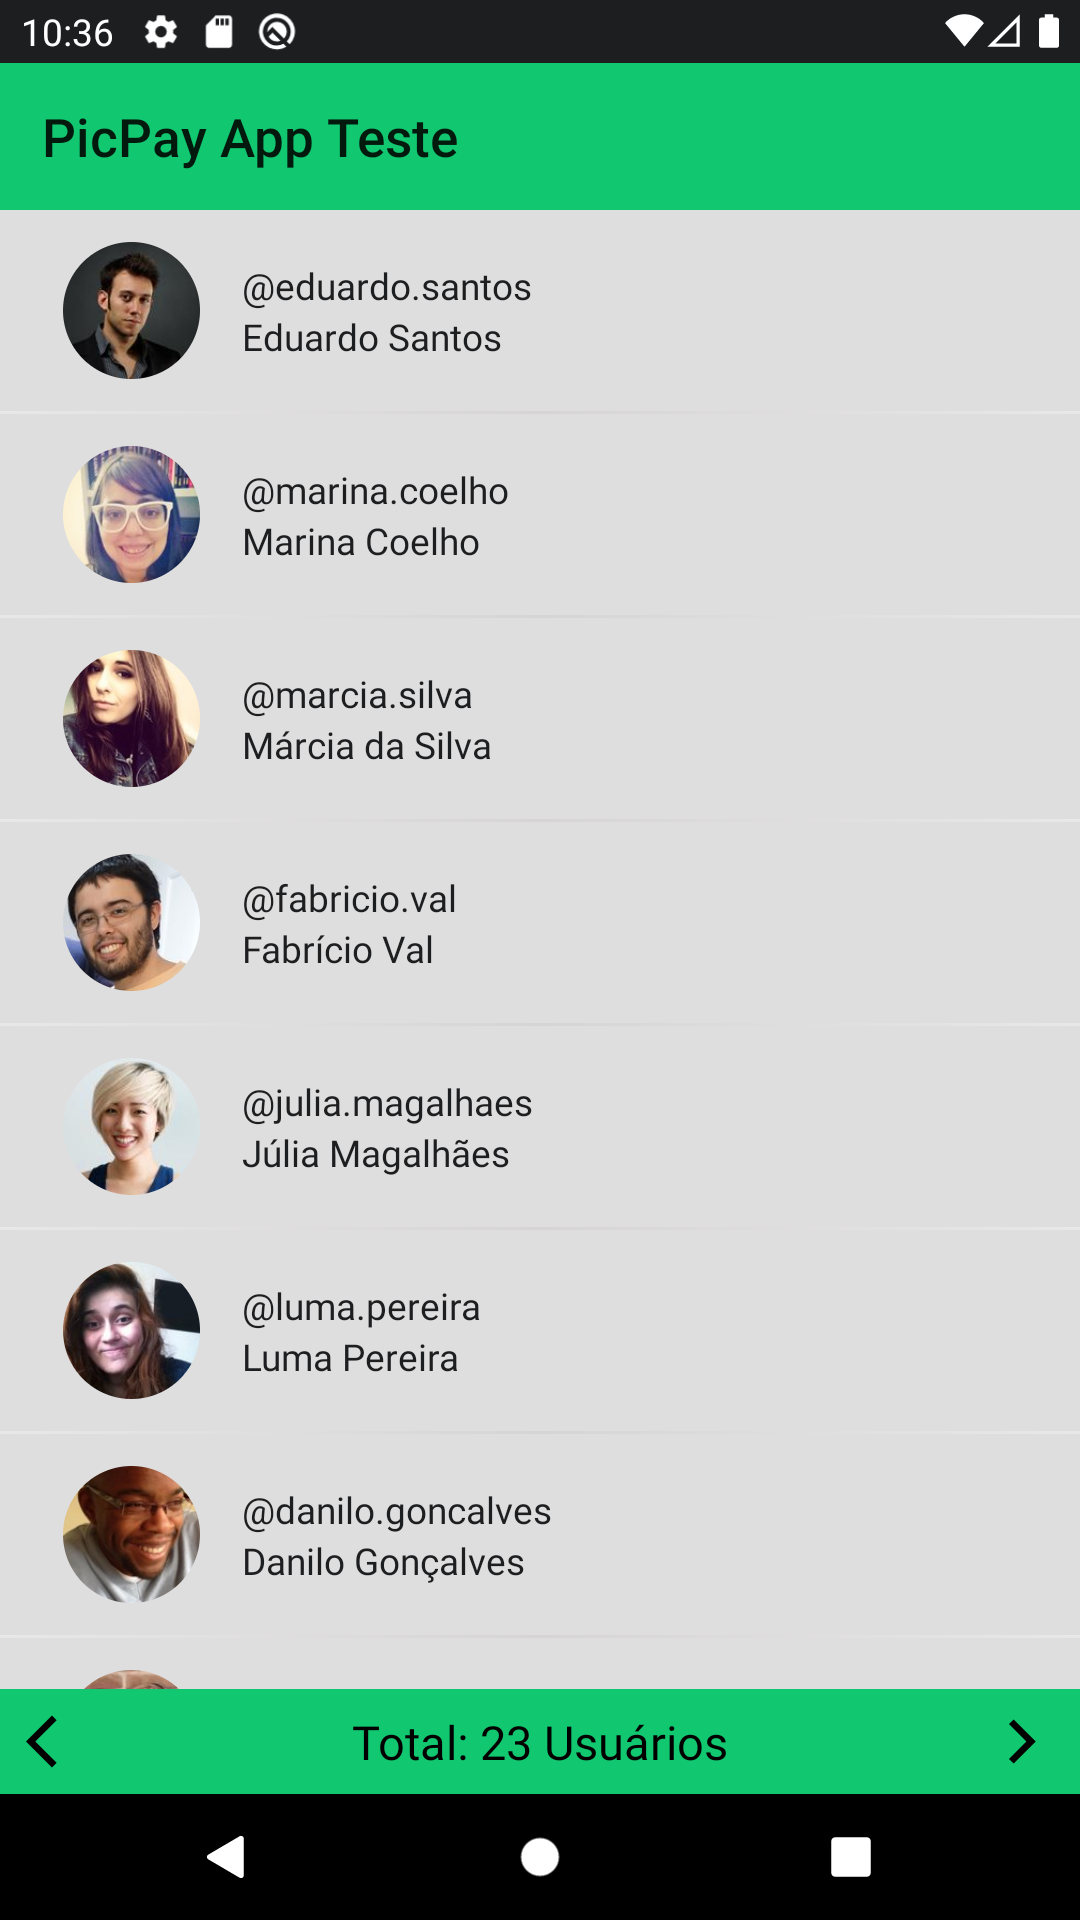 10:36
PicPay App Teste
@eduardo.santos
Eduardo Santos
@marina.coelho
Marina Coelho
@marcia.silva
Márcia da Silva
@fabricio.val
Fabrício Val
@julia.magalhaes
Júlia Magalhães
@luma.pereira
Luma Pereira
@danilo.goncalves
Danilo Gonçalves
Total: 23 Usuários